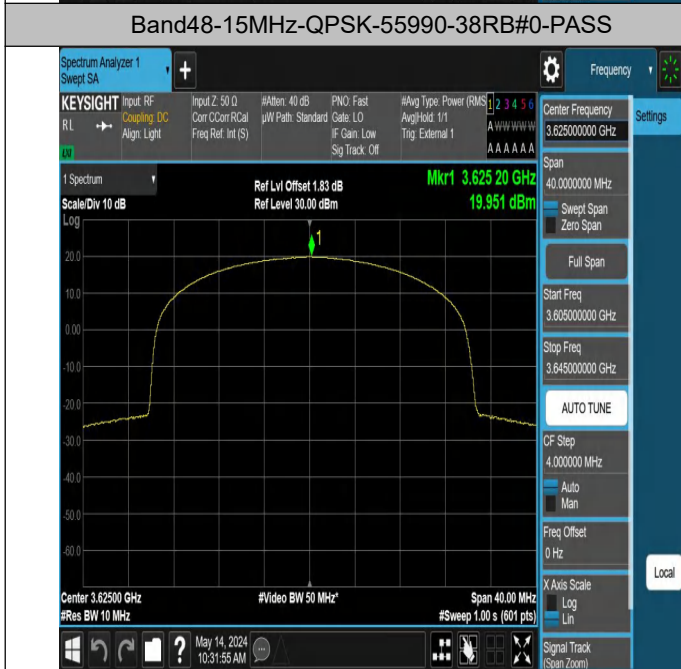 Band48-15MHz-QPSK-55990-38RB#0-PASS
Spectrum Analyzer 1
Swept SA
Frequency
KEYSIGHT
RL
Input: RF
Coupling: DC
Align: Light
Input Z: 50 Ω
Corr CCorr RCal
Freq Ref: Int (S)
#Atten: 40 dB
µW Path: Standard
PNO: Fast
Gate: LO
IF Gain: Low
Sig Track: Off
#Avg Type: Power (RMS
Avg|Hold: 1/1
Trig: External 1
1 2 3 4 5 6
A W W W W W
A A A A A A
1 Spectrum
Scale/Div 10 dB
Ref Lvl Offset 1.83 dB
Ref Level 30.00 dBm
Mkr1 3.625 20 GHz
19.951 dBm
Log
1
20.0
10.0
0.00
-10.0
-20.0
-30.0
-40.0
-50.0
-60.0
Center 3.62500 GHz
#Res BW 10 MHz
#Video BW 50 MHz*
Span 40.00 MHz
#Sweep 1.00 s (601 pts)
Center Frequency
3.625000000 GHz
Settings
Span
40.0000000 MHz
Swept Span
Zero Span
Full Span
Start Freq
3.605000000 GHz
Stop Freq
3.645000000 GHz
AUTO TUNE
CF Step
4.000000 MHz
Auto
Man
Freq Offset
0 Hz
X Axis Scale
Log
Lin
Local
Signal Track
(Span Zoom)
?
May 14, 2024
10:31:55 AM